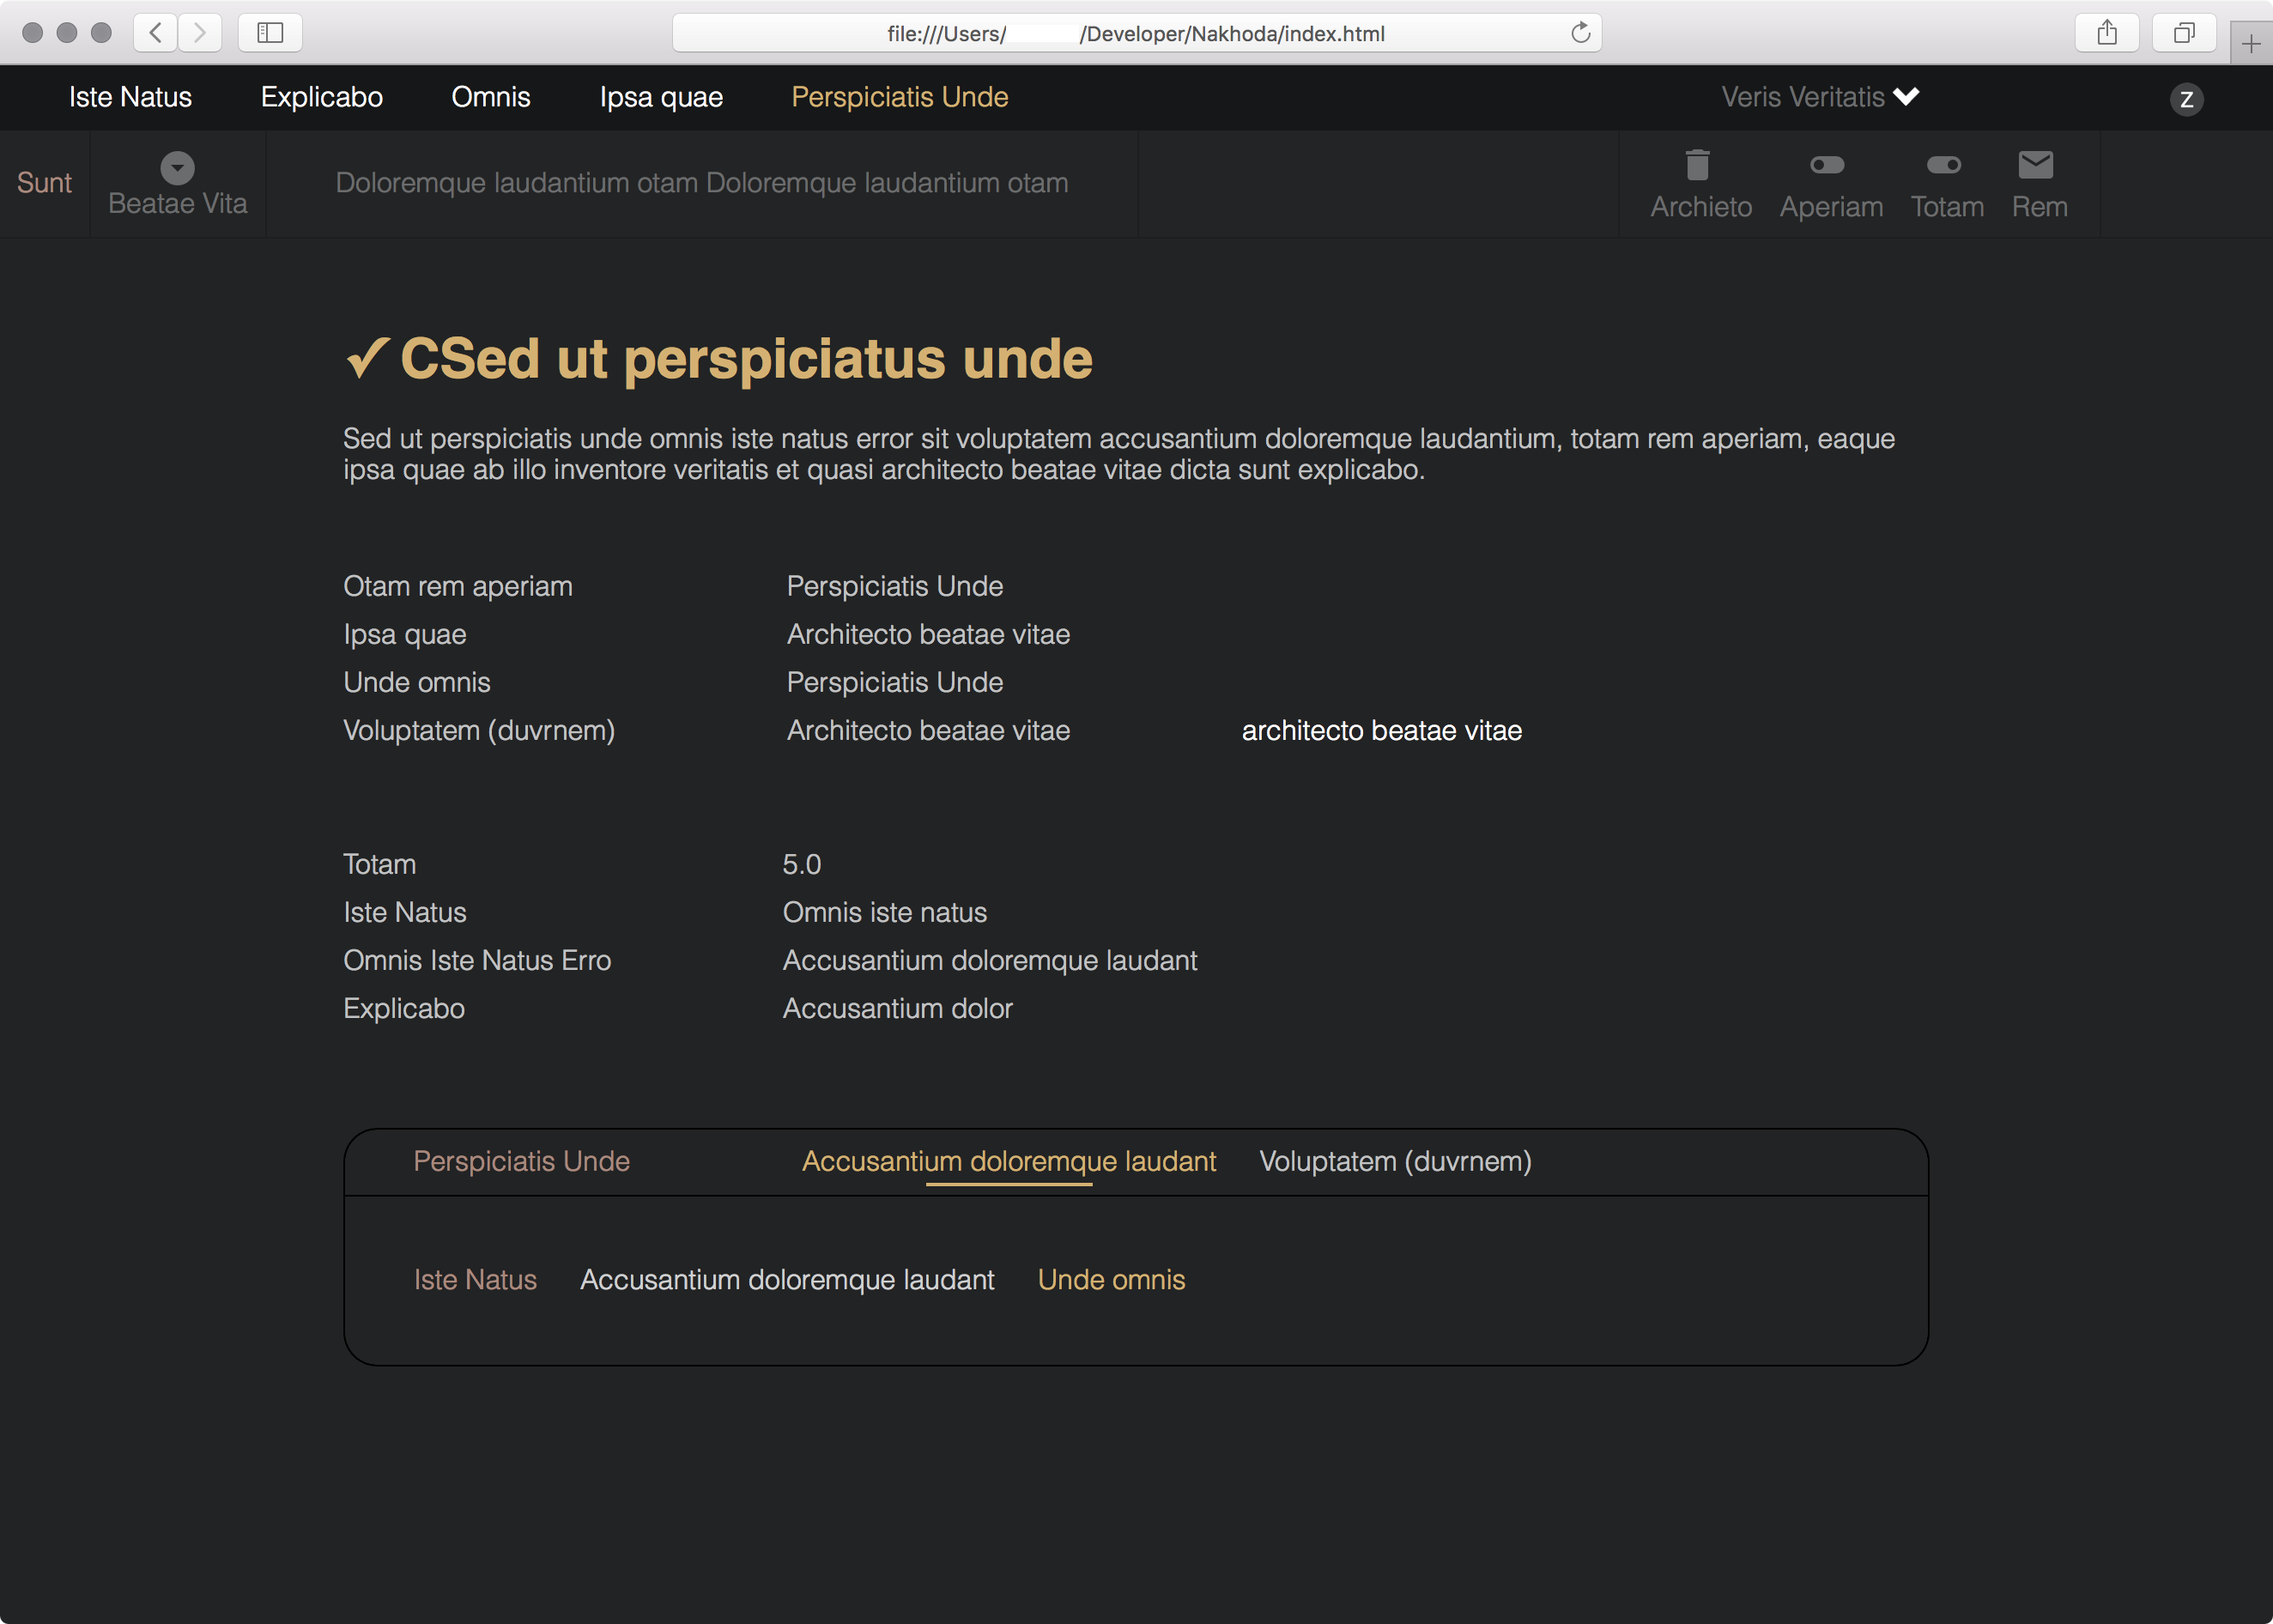 file:///Users/ /Developer/Nakhoda/index.html
Iste Natus Explicabo Omnis Ipsa quae Perspiciatis Unde Veris Veritatis Z
Sunt Beatae Vita Doloremque laudantium otam Doloremque laudantium otam Archieto Aperiam Totam Rem
CSed ut perspiciatus unde
Sed ut perspiciatis unde omnis iste natus error sit voluptatem accusantium doloremque laudantium, totam rem aperiam, eaque
ipsa quae ab illo inventore veritatis et quasi architecto beatae vitae dicta sunt explicabo.
Otam rem aperiam Perspiciatis Unde
Ipsa quae Architecto beatae vitae
Unde omnis Perspiciatis Unde
Voluptatem (duvrnem) Architecto beatae vitae architecto beatae vitae
Totam 5.0
Iste Natus Omnis iste natus
Omnis Iste Natus Erro Accusantium doloremque laudant
Explicabo Accusantium dolor
Perspiciatis Unde Accusantium doloremque laudant Voluptatem (duvrnem)
Iste Natus Accusantium doloremque laudant Unde omnis